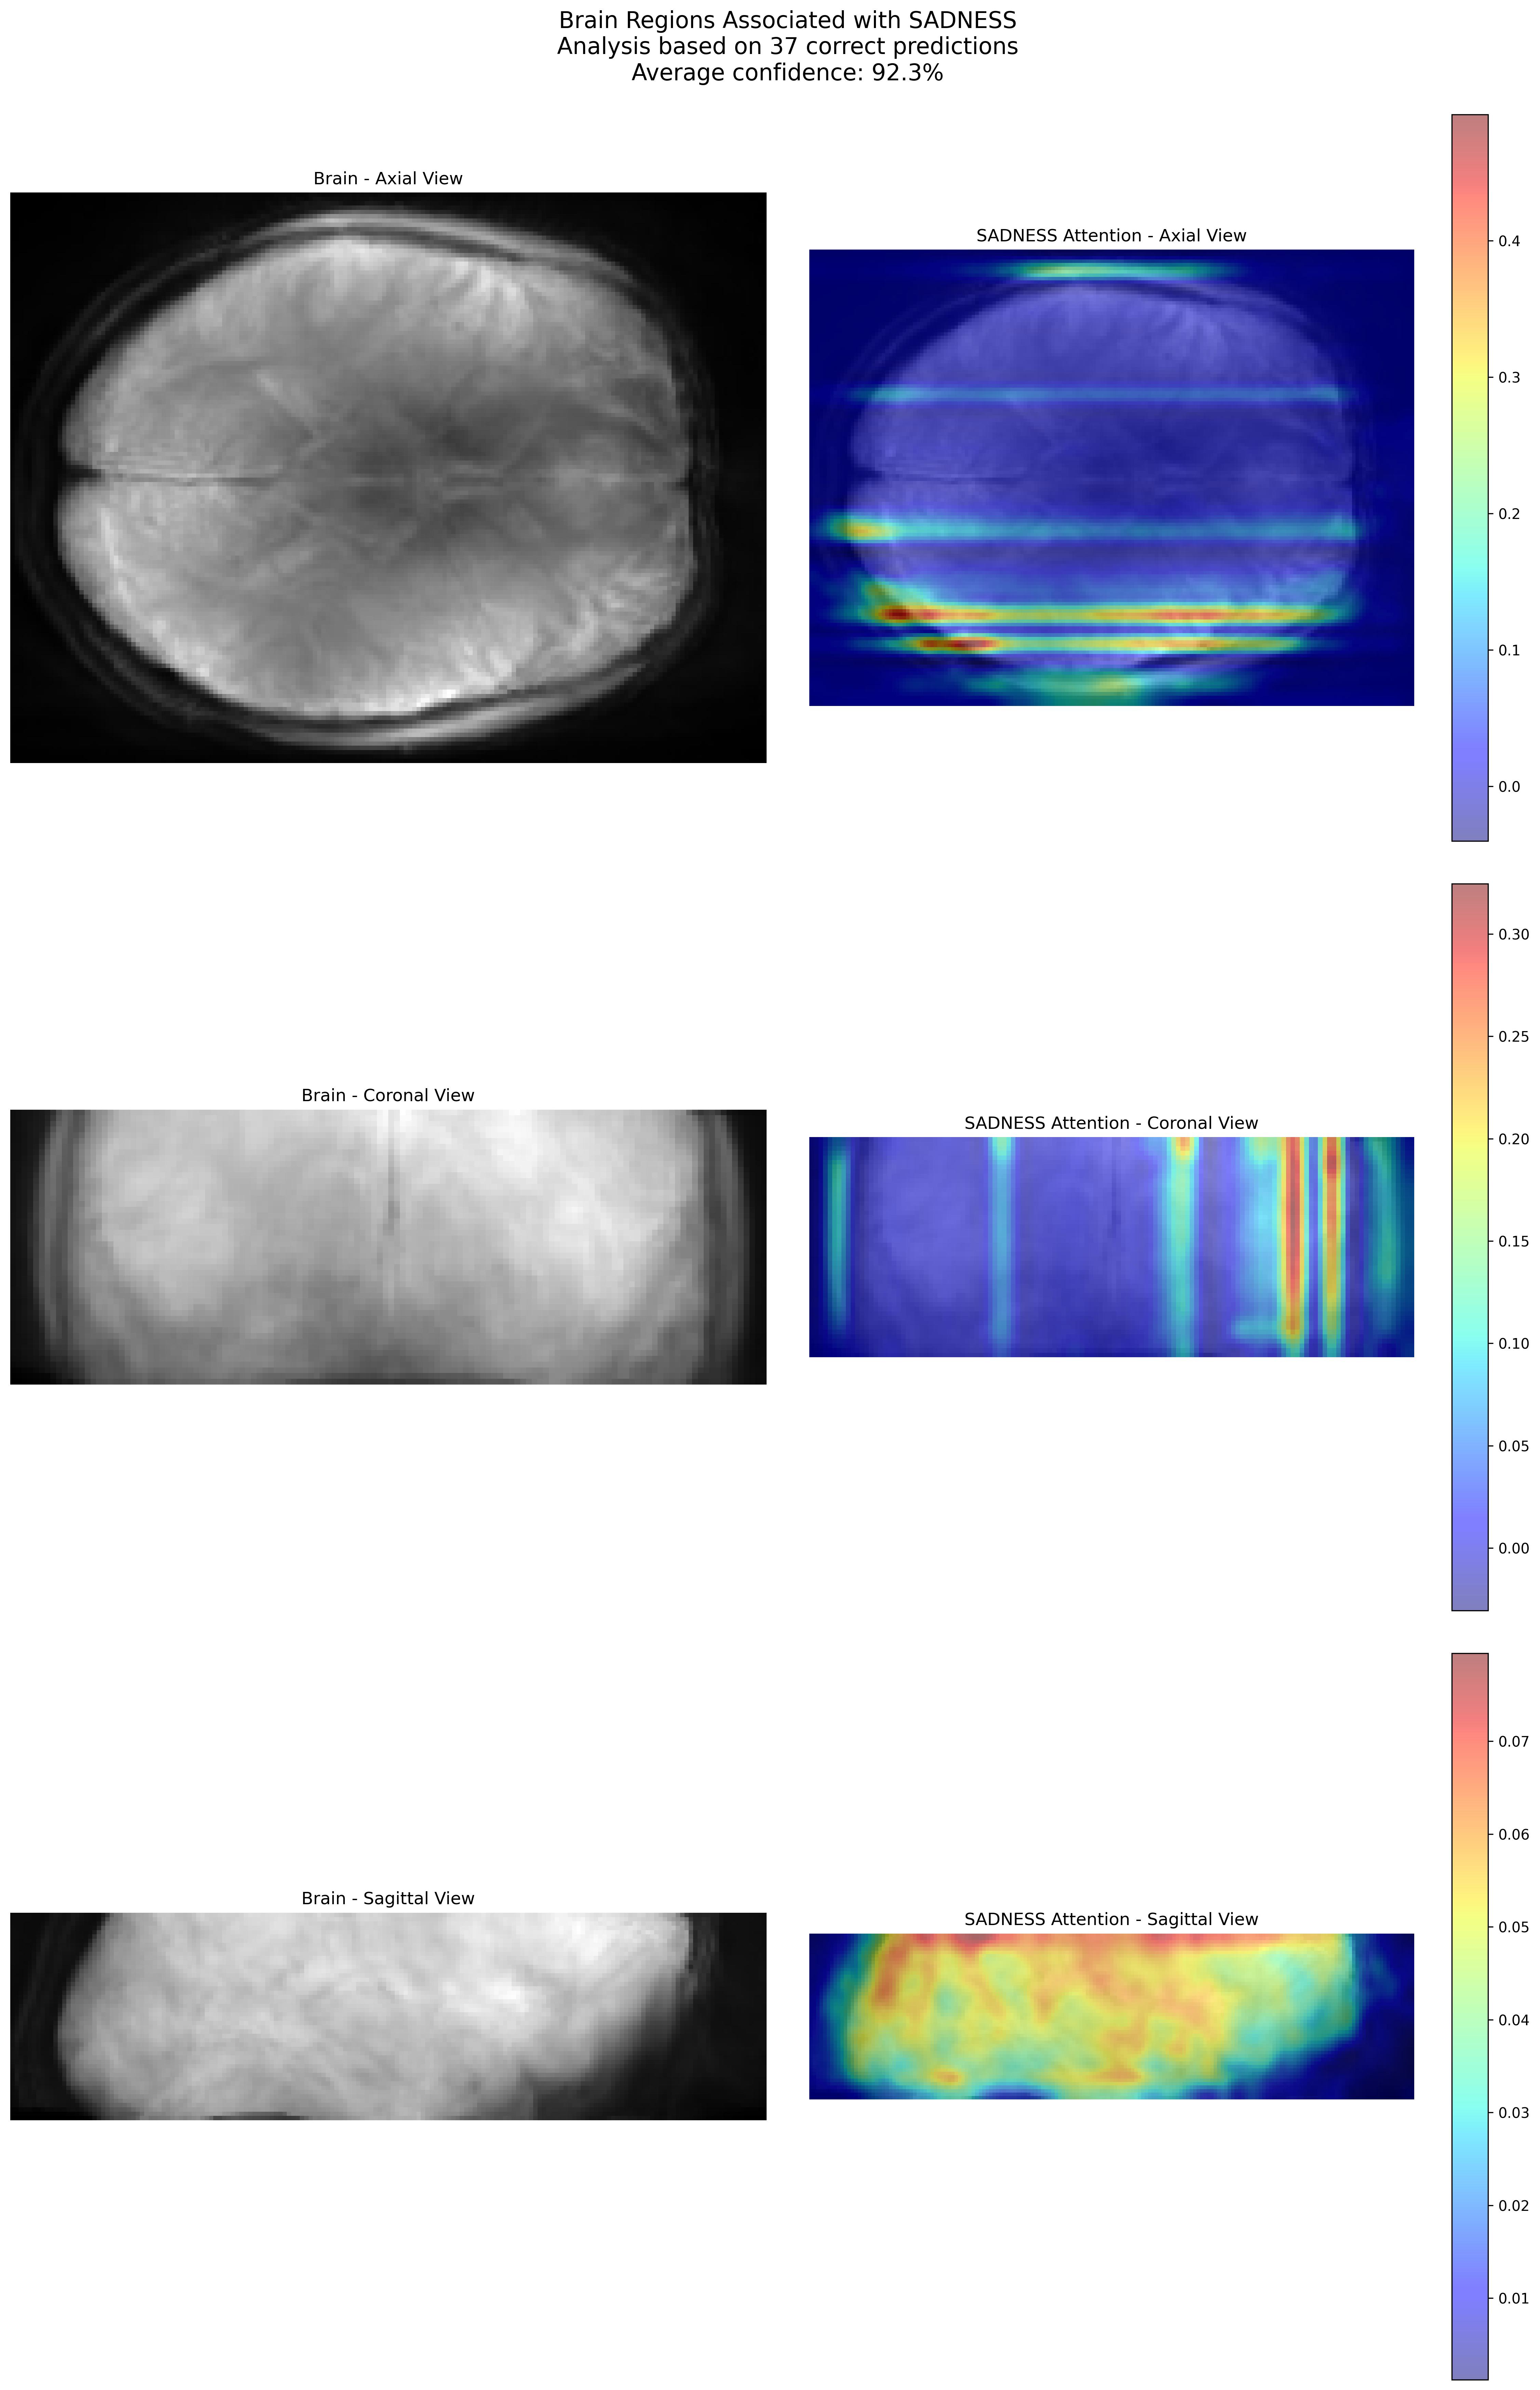 Brain Regions Associated with SADNESS
Analysis based on 37 correct predictions
Average confidence: 92.3%
Brain - Axial View
SADNESS Attention - Axial View
0.4
0.3
0.2
0.1
0.0
Brain - Coronal View
SADNESS Attention - Coronal View
0.30
0.25
0.20
0.15
0.10
0.05
0.00
Brain - Sagittal View
SADNESS Attention - Sagittal View
0.07
0.06
0.05
0.04
0.03
0.02
0.01